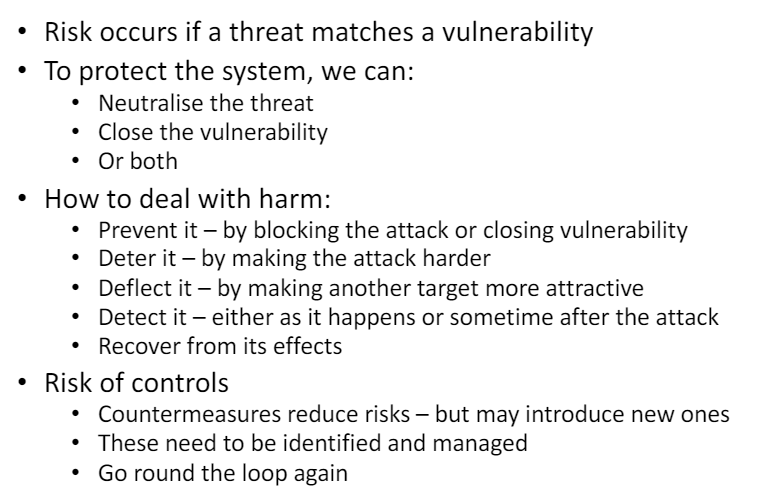 • Risk occurs if a threat matches a vulnerability
• To protect the system, we can:
• Neutralise the threat
• Close the vulnerability
• Or both
• How to deal with harm:
• Prevent it – by blocking the attack or closing vulnerability
• Deter it – by making the attack harder
• Deflect it – by making another target more attractive
• Detect it – either as it happens or sometime after the attack
• Recover from its effects
• Risk of controls
• Countermeasures reduce risks – but may introduce new ones
• These need to be identified and managed
• Go round the loop again